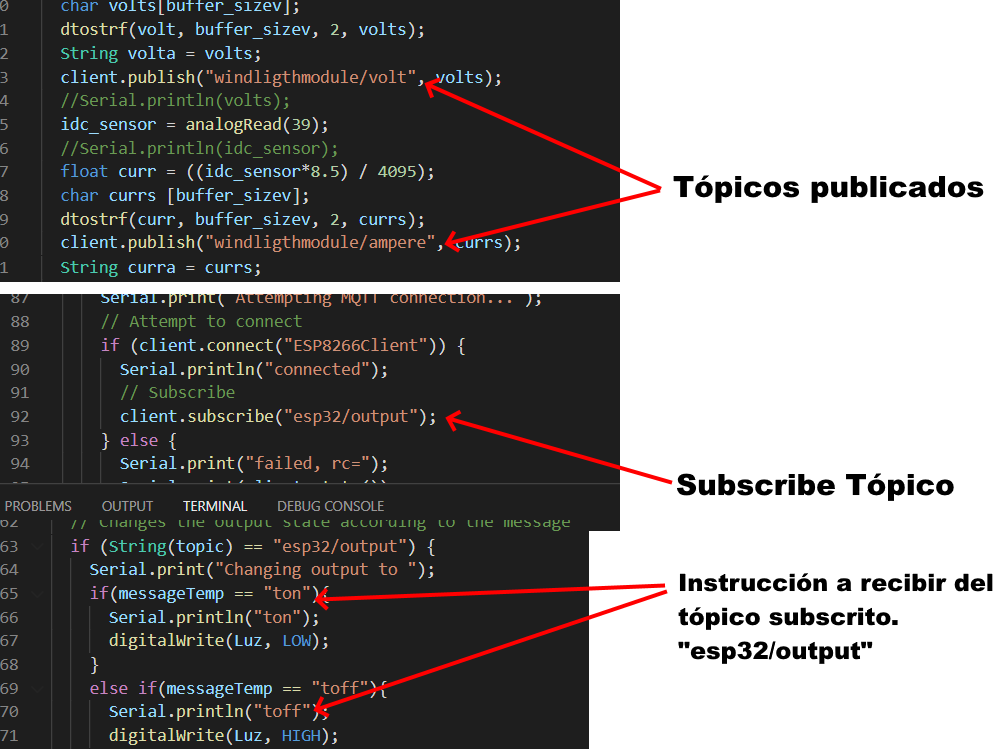 0 char volts[buffer_sizev];
1 dtostrf(volt, buffer_sizev, 2, volts);
2 String volta = volts;
3 client.publish("windligthmodule/volt", volts);
4 //Serial.println(volts);
5 idc_sensor = analogRead(39);
6 //Serial.println(idc_sensor);
7 float curr = ((idc_sensor*8.5) / 4095);
8 char currs [buffer_sizev];
9 dtostrf(curr, buffer_sizev, 2, currs);
0 client.publish("windligthmodule/ampere", currs);
1 String curra = currs;
Tópicos publicados
87 Serial.print("Attempting MQTT connection...");
88 // Attempt to connect
89 if (client.connect("ESP8266Client")) {
90 Serial.println("connected");
91 // Subscribe
92 client.subscribe("esp32/output");
93 } else {
94 Serial.print("failed, rc=");
Subscribe Tópico
PROBLEMS OUTPUT TERMINAL DEBUG CONSOLE
62 // Changes the output state according to the message
63 if (String(topic) == "esp32/output") {
64 Serial.print("Changing output to ");
65 if(messageTemp == "ton"){
66 Serial.println("ton");
67 digitalWrite(Luz, LOW);
68 }
69 else if(messageTemp == "toff"){
70 Serial.println("toff");
71 digitalWrite(Luz, HIGH);
Instrucción a recibir del
tópico subscrito.
"esp32/output"